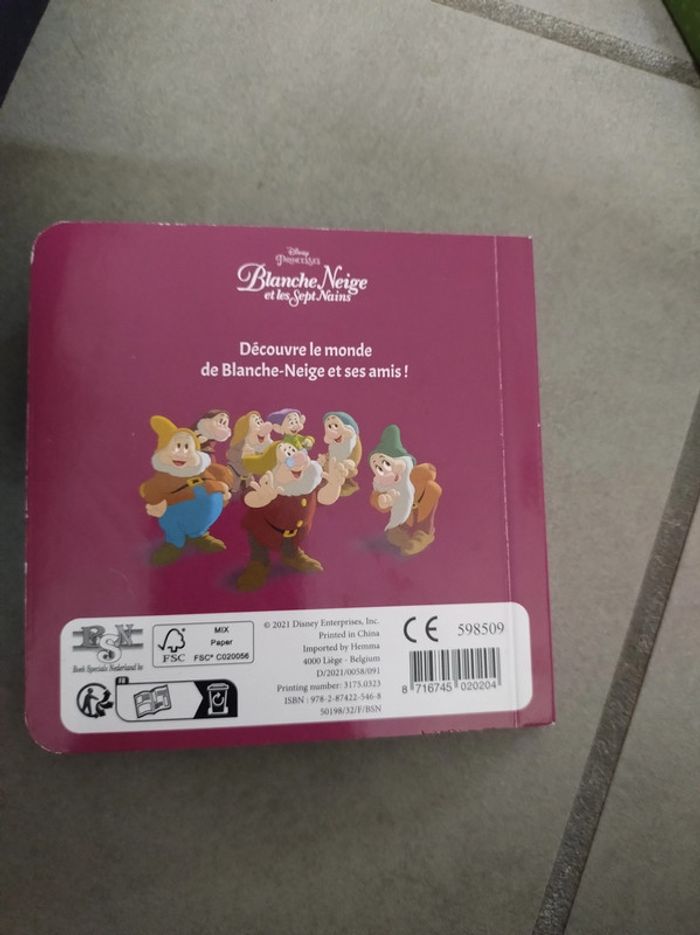 Disney
PRINCESSES
Blanche Neige
et les Sept Nains
Découvre le monde
de Blanche-Neige et ses amis !
BSN
Book Specials Nederland bv
FSC
MIX
Paper
FSC® C020056
FR
© 2021 Disney Enterprises, Inc.
Printed in China
Imported by Hemma
4000 Liège - Belgium
D/2021/0058/091
Printing number: 3175.0323
ISBN : 978-2-87422-546-8
50198/32/F/BSN
CE 598509
8 716745 020204